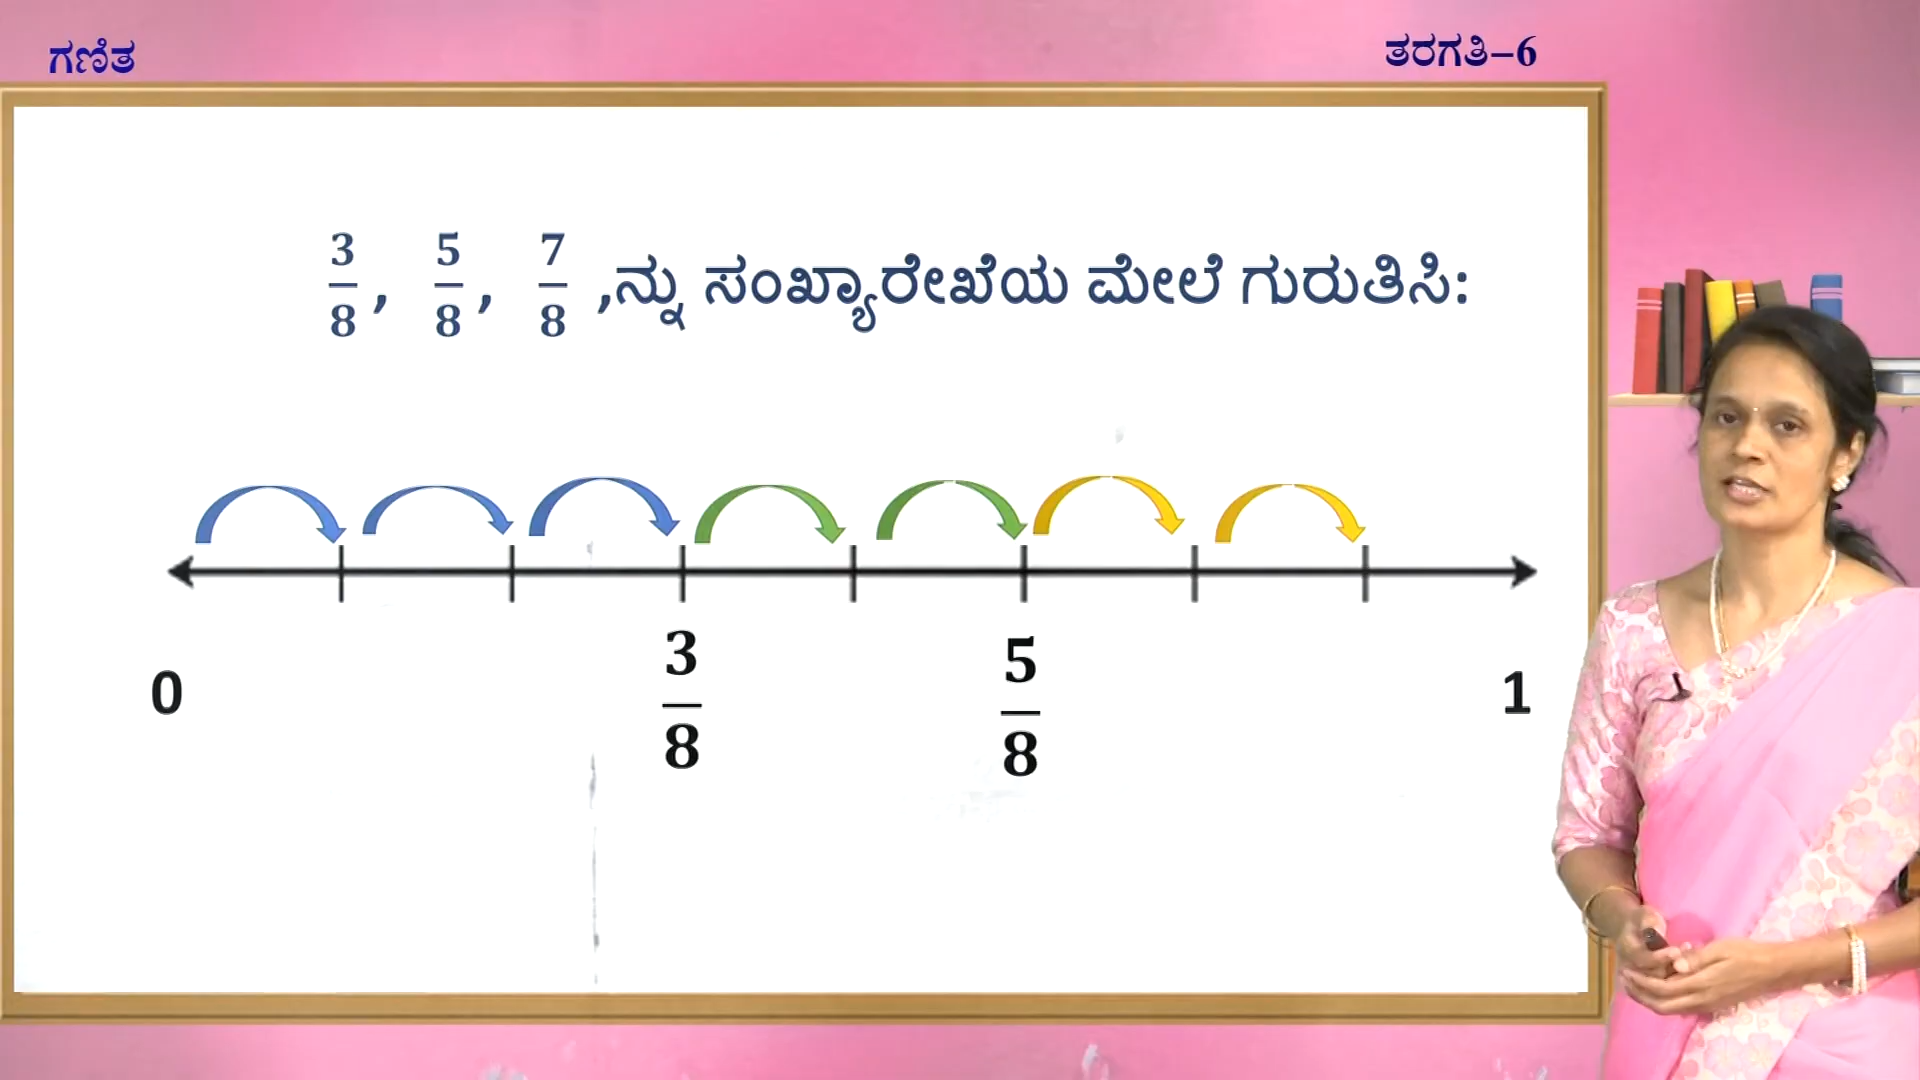 ಗಣಿತ
ತರಗತಿ–6
3/8, 5/8, 7/8 ,ನ್ನು ಸಂಖ್ಯಾರೇಖೆಯ ಮೇಲೆ ಗುರುತಿಸಿ:
0 3/8 5/8 1